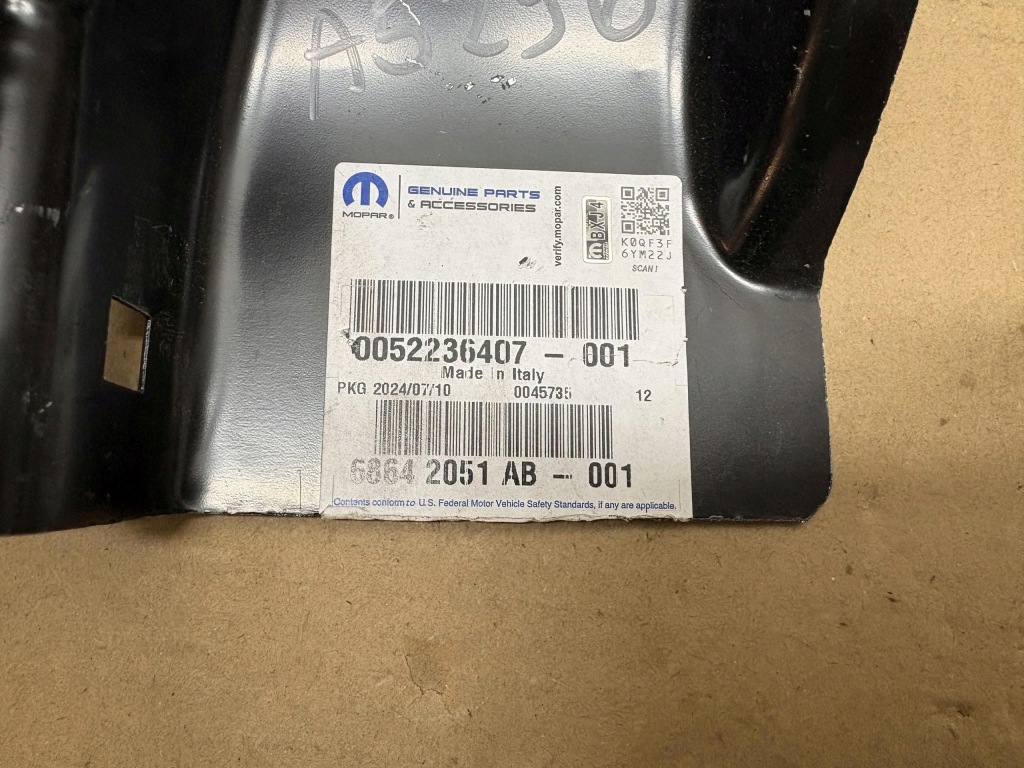 A5236
MOPAR®
GENUINE PARTS
& ACCESSORIES
verify.mopar.com
BXJ4
K0QF3F
6YM22J
SCAN!
0052236407 - 001
Made in Italy
PKG 2024/07/10 0045735 12
6864 2051 AB - 001
Contents conform to U.S. Federal Motor Vehicle Safety Standards, if any are applicable.